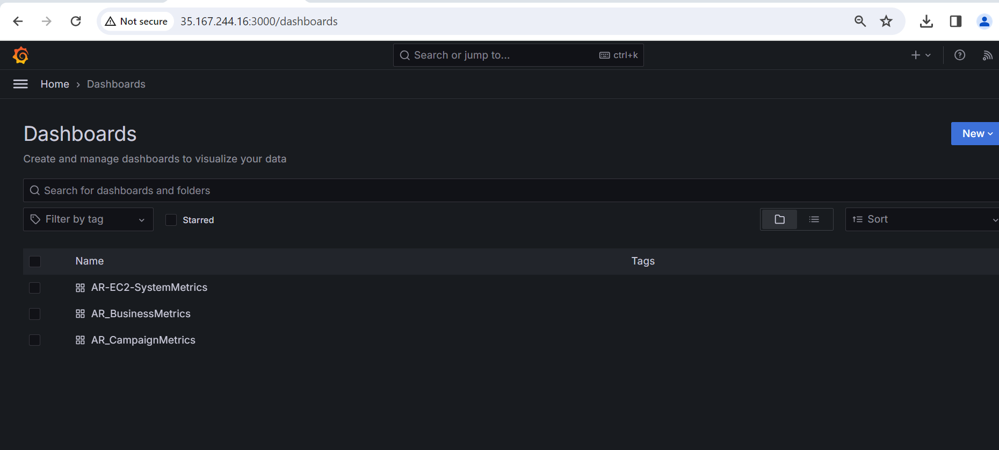 Not secure 35.167.244.16:3000/dashboards
Search or jump to... ctrl+k
Home › Dashboards
Dashboards
New
Create and manage dashboards to visualize your data
Search for dashboards and folders
Filter by tag Starred Sort
Name Tags
AR-EC2-SystemMetrics
AR_BusinessMetrics
AR_CampaignMetrics